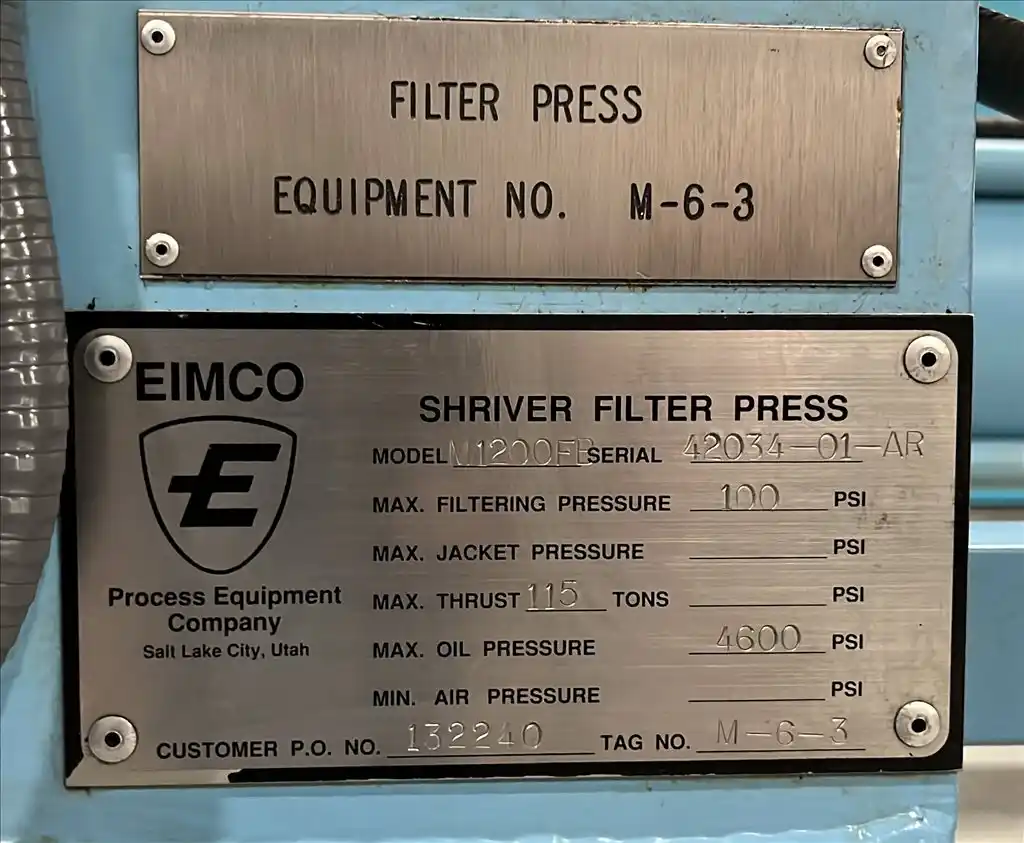 FILTER PRESS
EQUIPMENT NO. M-6-3
EIMCO
E
Process Equipment
Company
Salt Lake City, Utah
SHRIVER FILTER PRESS
MODEL M1200FB SERIAL 42034-01-AR
MAX. FILTERING PRESSURE 100 PSI
MAX. JACKET PRESSURE PSI
MAX. THRUST 115 TONS PSI
MAX. OIL PRESSURE 4600 PSI
MIN. AIR PRESSURE PSI
CUSTOMER P.O. NO. 132240 TAG NO. M-6-3